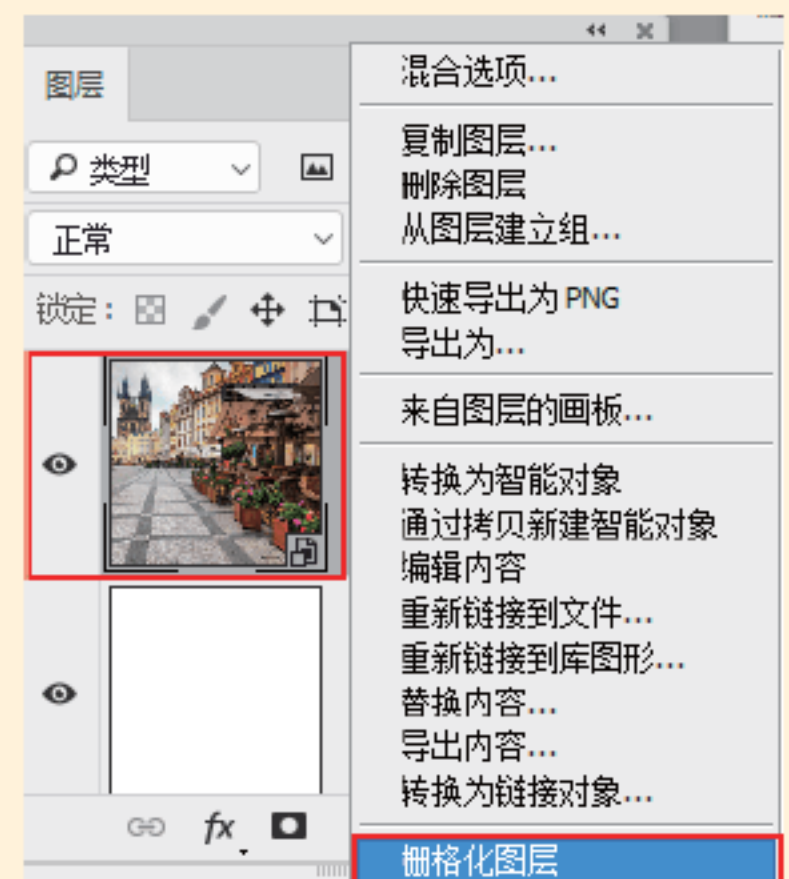 图层
类型
正常
锁定：
fx
混合选项...
复制图层...
删除图层
从图层建立组...
快速导出为 PNG
导出为...
来自图层的画板...
转换为智能对象
通过拷贝新建智能对象
编辑内容
重新链接到文件...
重新链接到库图形...
替换内容...
导出内容...
转换为链接对象...
栅格化图层